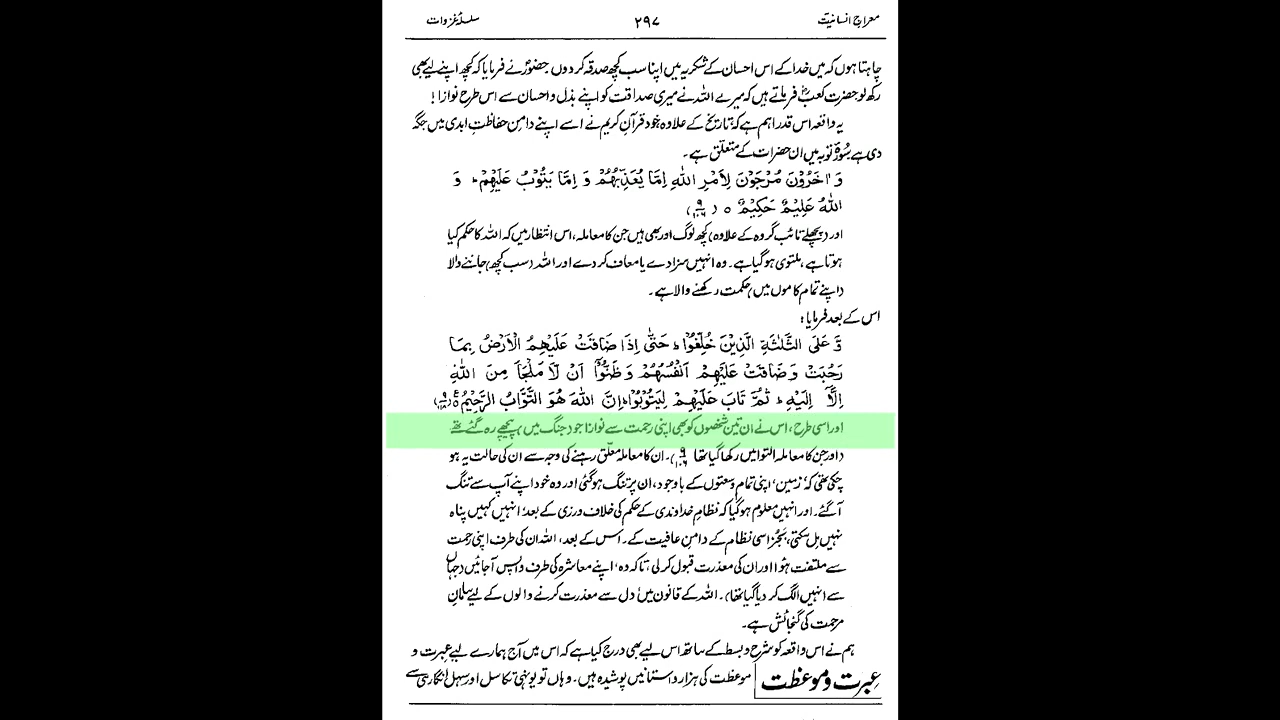 معراج انسانیت ۲۹۷ سلسلۂ غزوات
چاہتا ہوں کہ میں خدا کے اس احسان کے شکریہ میں اپنا سب کچھ صدقہ کر دوں۔ حضورؐ نے فرمایا کہ کچھ اپنے لیے بھی
رکھ لو۔ حضرت کعبؓ فرماتے ہیں کہ میرے اللہ نے میری صداقت کو اپنے بذل و احسان سے اس طرح نوازا!
یہ واقعہ اس قدر اہم ہے کہ تاریخ کے علاوہ خود قرآنِ کریم نے اسے اپنے دامنِ حفاظتِ ابدی میں جگہ
دی ہے سُورۃ توبہ میں ان حضرات کے متعلق ہے۔
وَ اٰخَرُوْنَ مُرْجَوْنَ لِاَمْرِ اللّٰهِ اِمَّا یُعَذِّبُهُمْ وَ اِمَّا یَتُوْبُ عَلَیْهِمْ ؕ وَ
اللّٰهُ عَلِیْمٌ حَكِیْمٌ ○ (۹/۱۰۶)
اور (پچھلے تائب گروہ کے علاوہ) کچھ لوگ اور بھی ہیں جن کا معاملہ، اس انتظار میں کہ اللہ کا حکم کیا
ہوتا ہے، ملتوی ہو گیا ہے۔ وہ انہیں سزا دے یا معاف کر دے اور اللہ (سب کچھ) جاننے والا
(اپنے تمام کاموں میں) حکمت رکھنے والا ہے۔
اس کے بعد فرمایا:
وَّ عَلَی الثَّلٰثَةِ الَّذِیْنَ خُلِّفُوْا ؕ حَتّٰۤی اِذَا ضَاقَتْ عَلَیْهِمُ الْاَرْضُ بِمَا
رَحُبَتْ وَ ضَاقَتْ عَلَیْهِمْ اَنْفُسُهُمْ وَ ظَنُّوْۤا اَنْ لَّا مَلْجَاَ مِنَ اللّٰهِ
اِلَّاۤ اِلَیْهِ ؕ ثُمَّ تَابَ عَلَیْهِمْ لِیَتُوْبُوْا ؕ اِنَّ اللّٰهَ هُوَ التَّوَّابُ الرَّحِیْمُ ○ (۹/۱۱۸)
اور اسی طرح، اس نے ان تین شخصوں کو بھی اپنی رحمت سے نوازا جو (جنگ میں) پیچھے رہ گئے تھے
(اور جن کا معاملہ التوا میں رکھا گیا تھا ۹/۱۰۶)۔ ان کا معاملہ معلّق رہنے کی وجہ سے ان کی حالت یہ ہو
چکی تھی کہ زمین، اپنی تمام وسعتوں کے باوجود، ان پر تنگ ہو گئی اور وہ خود اپنے آپ سے تنگ
آ گئے۔ اور انہیں معلوم ہو گیا کہ نظامِ خداوندی کے حکم کی خلاف ورزی کے بعد، انہیں کہیں پناہ
نہیں مل سکتی، بجُز اسی نظام کے دامنِ عافیت کے۔ اُس کے بعد، اللہ ان کی طرف اپنی رحمت
سے ملتفت ہُوا اور ان کی معذرت قبول کر لی تاکہ وہ، اپنے معاشرہ کی طرف واپس آ جائیں (جہاں
سے انہیں الگ کر دیا گیا تھا)۔ اللہ کے قانون میں، دل سے معذرت کرنے والوں کے لیے سامانِ
مرحمت کی گنجائش ہے۔
ہم نے اس واقعہ کو شرح و بسط کے ساتھ اس لیے بھی درج کیا ہے کہ اس میں آج ہمارے لیے عبرت و
عبرت و موعظت موعظت کی ہزار داستانیں پوشیدہ ہیں۔ وہاں تو یونہی تکاسل اور سہل انگاری سے